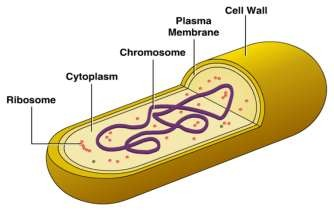 Cell Wall
Plasma
Membrane
Chromosome
Cytoplasm
Ribosome